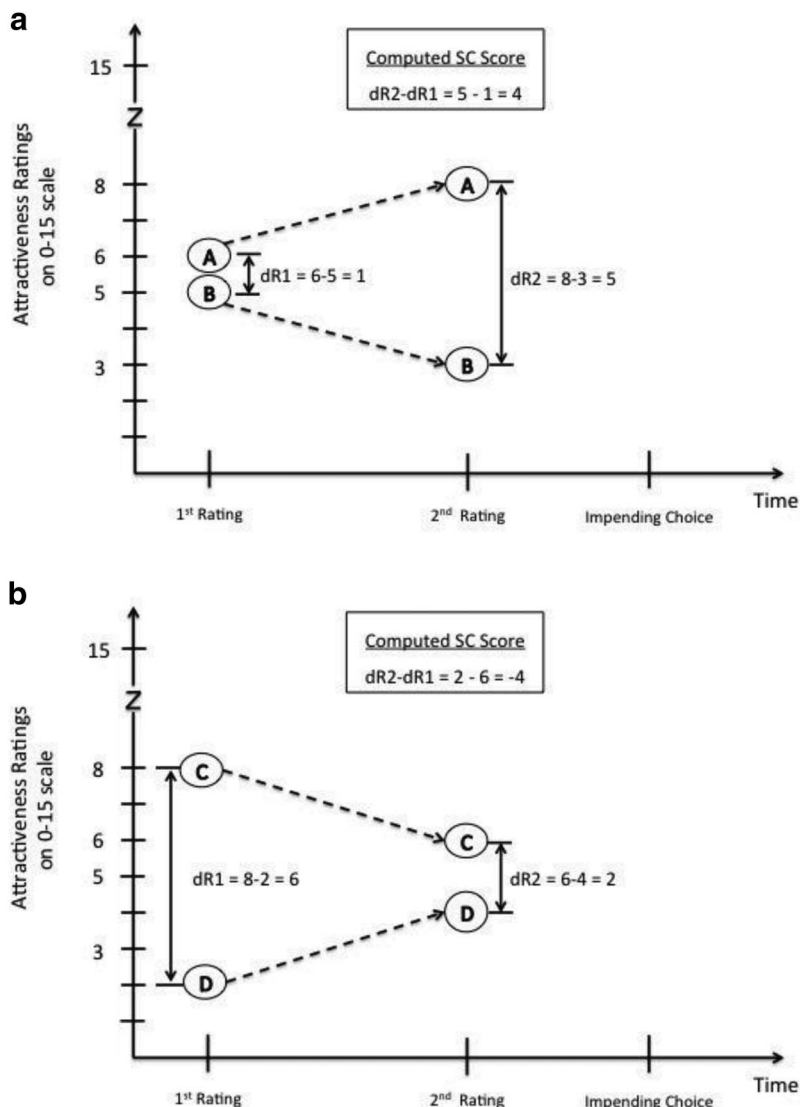 a
Computed SC Score
dR2-dR1 = 5 - 1 = 4
Attractiveness Ratings
on 0-15 scale
15
Z
8
6
5
3
A
B
dR1 = 6-5 = 1
A
B
dR2 = 8-3 = 5
1st Rating
2nd Rating
Impending Choice
Time
b
Computed SC Score
dR2-dR1 = 2 - 6 = -4
Attractiveness Ratings
on 0-15 scale
15
Z
8
6
5
3
C
D
dR1 = 8-2 = 6
C
D
dR2 = 6-4 = 2
1st Rating
2nd Rating
Impending Choice
Time